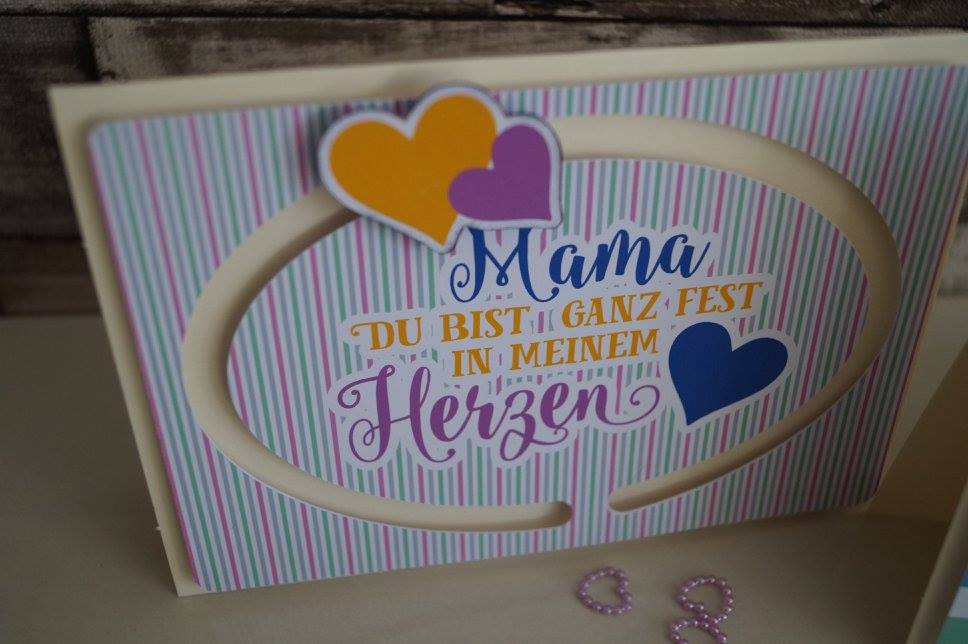 Mama
DU BIST GANZ FEST
IN MEINEM
Herzen